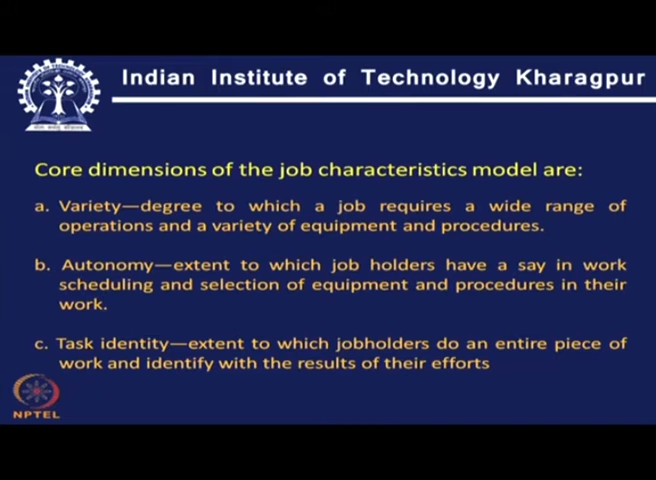 Indian Institute of Technology Kharagpur
Core dimensions of the job characteristics model are:
a. Variety—degree to which a job requires a wide range of
operations and a variety of equipment and procedures.
b. Autonomy—extent to which job holders have a say in work
scheduling and selection of equipment and procedures in their
work.
c. Task identity—extent to which jobholders do an entire piece of
work and identify with the results of their efforts
NPTEL